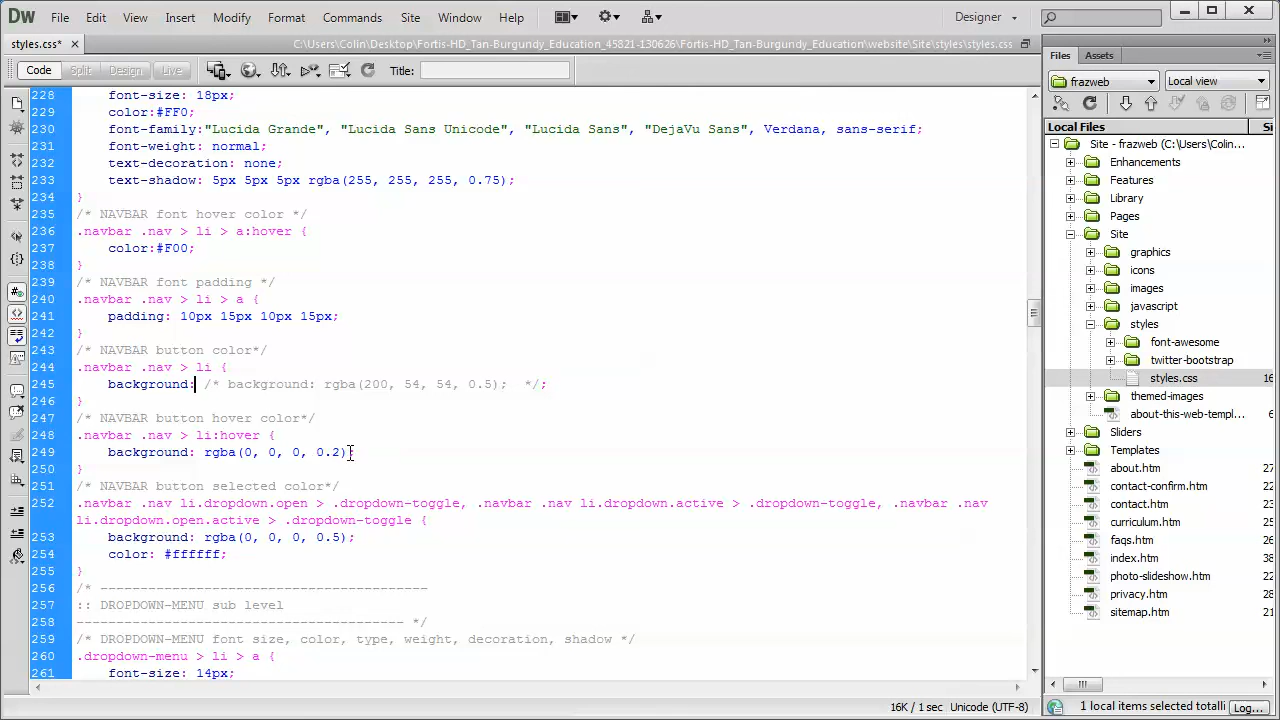 Dw File Edit View Insert Modify Format Commands Site Window Help Designer
styles.css* C:\Users\Colin\Desktop\Fortis-HD_Tan-Burgundy_Education_45821-130626\Fortis-HD_Tan-Burgundy_Education\website\Site\styles\styles.css
Code Split Design Live Title:
228 font-size: 18px;
229 color:#FF0;
230 font-family:"Lucida Grande", "Lucida Sans Unicode", "Lucida Sans", "DejaVu Sans", Verdana, sans-serif;
231 font-weight: normal;
232 text-decoration: none;
233 text-shadow: 5px 5px 5px rgba(255, 255, 255, 0.75);
234 }
235 /* NAVBAR font hover color */
236 .navbar .nav > li > a:hover {
237 color:#F00;
238 }
239 /* NAVBAR font padding */
240 .navbar .nav > li > a {
241 padding: 10px 15px 10px 15px;
242 }
243 /* NAVBAR button color*/
244 .navbar .nav > li {
245 background: /* background: rgba(200, 54, 54, 0.5);  */;
246 }
247 /* NAVBAR button hover color*/
248 .navbar .nav > li:hover {
249 background: rgba(0, 0, 0, 0.2);
250 }
251 /* NAVBAR button selected color*/
252 .navbar .nav li.dropdown.open > .dropdown-toggle, .navbar .nav li.dropdown.active > .dropdown-toggle, .navbar .nav
li.dropdown.open.active > .dropdown-toggle {
253 background: rgba(0, 0, 0, 0.5);
254 color: #ffffff;
255 }
256 /* -----------------------------------------
257 :: DROPDOWN-MENU sub level
258 ----------------------------------------- */
259 /* DROPDOWN-MENU font size, color, type, weight, decoration, shadow */
260 .dropdown-menu > li > a {
261 font-size: 14px;
16K / 1 sec Unicode (UTF-8)
Files Assets
frazweb Local view
Local Files Si
Site - frazweb (C:\Users\Colin...
Enhancements
Features
Library
Pages
Site
graphics
icons
images
javascript
styles
font-awesome
twitter-bootstrap
styles.css 16
themed-images
about-this-web-templ...
Sliders
Templates
about.htm 23
contact-confirm.htm 22
contact.htm 27
curriculum.htm 22
faqs.htm 26
index.htm 26
photo-slideshow.htm 22
privacy.htm 26
sitemap.htm 21
1 local items selected totalli Log...